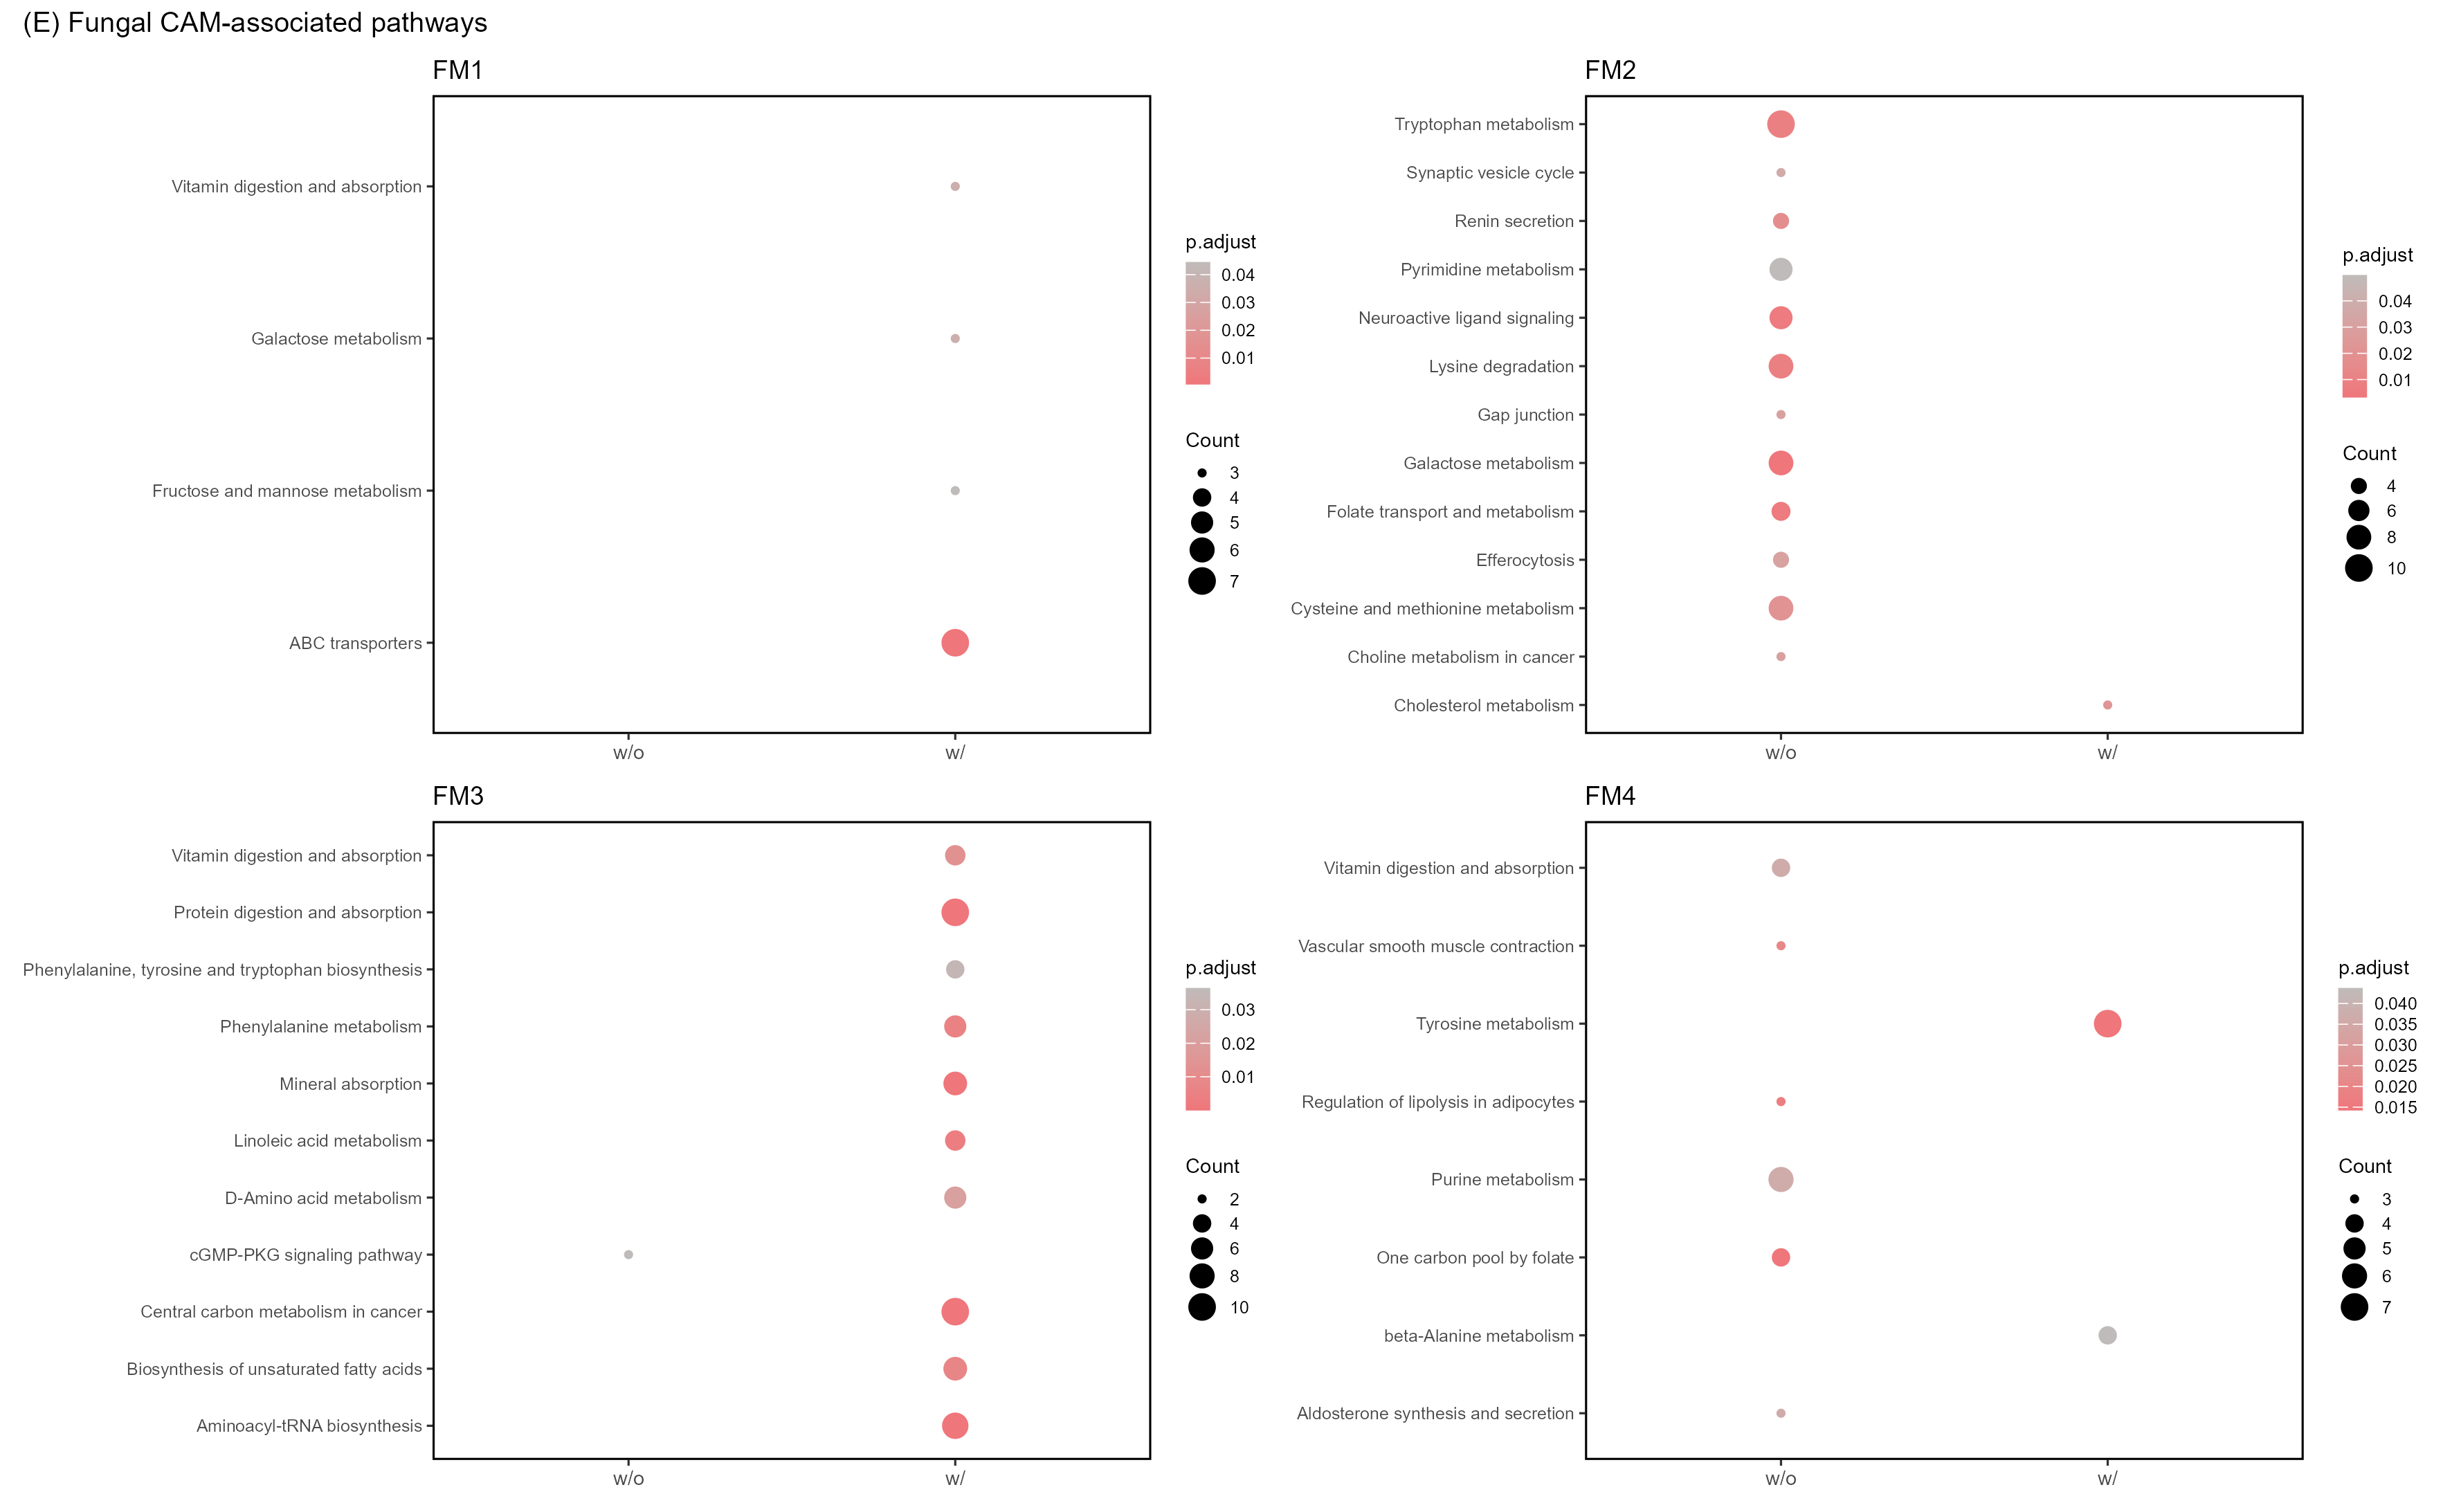 (E) Fungal CAM-associated pathways
FM1
Vitamin digestion and absorption
Galactose metabolism
Fructose and mannose metabolism
ABC transporters
w/o
w/
p.adjust
0.04
0.03
0.02
0.01
Count
3
4
5
6
7
FM2
Tryptophan metabolism
Synaptic vesicle cycle
Renin secretion
Pyrimidine metabolism
Neuroactive ligand signaling
Lysine degradation
Gap junction
Galactose metabolism
Folate transport and metabolism
Efferocytosis
Cysteine and methionine metabolism
Choline metabolism in cancer
Cholesterol metabolism
w/o
w/
p.adjust
0.04
0.03
0.02
0.01
Count
4
6
8
10
FM3
Vitamin digestion and absorption
Protein digestion and absorption
Phenylalanine, tyrosine and tryptophan biosynthesis
Phenylalanine metabolism
Mineral absorption
Linoleic acid metabolism
D-Amino acid metabolism
cGMP-PKG signaling pathway
Central carbon metabolism in cancer
Biosynthesis of unsaturated fatty acids
Aminoacyl-tRNA biosynthesis
w/o
w/
p.adjust
0.03
0.02
0.01
Count
2
4
6
8
10
FM4
Vitamin digestion and absorption
Vascular smooth muscle contraction
Tyrosine metabolism
Regulation of lipolysis in adipocytes
Purine metabolism
One carbon pool by folate
beta-Alanine metabolism
Aldosterone synthesis and secretion
w/o
w/
p.adjust
0.040
0.035
0.030
0.025
0.020
0.015
Count
3
4
5
6
7